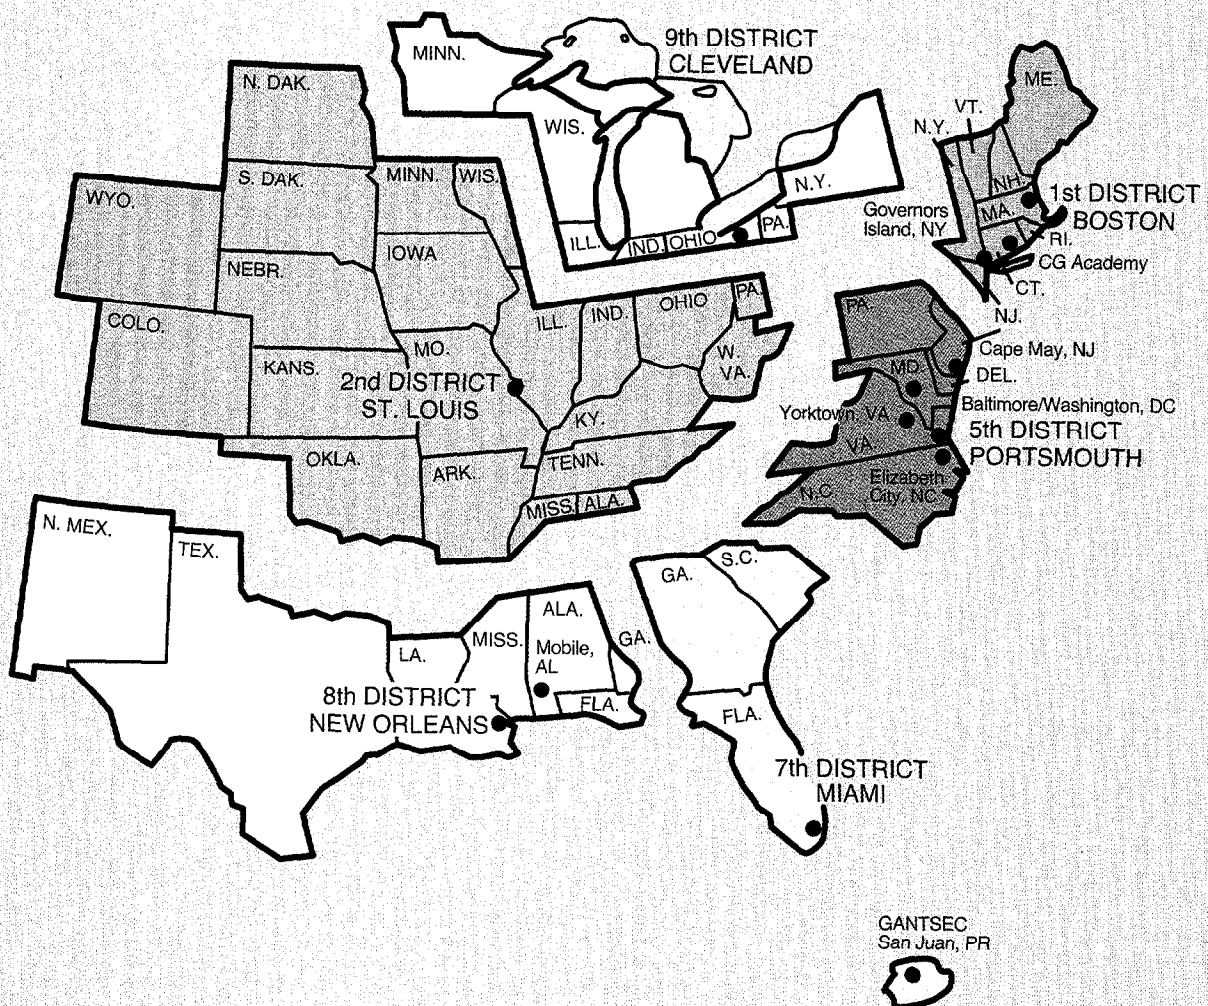 9th DISTRICT
CLEVELAND
MINN.
WIS.
N.Y.
ILL.
IND.
OHIO
PA.
ME.
VT.
N.Y.
NH.
MA.
1st DISTRICT
BOSTON
Governors
Island, NY
RI.
CG Academy
CT.
NJ.
N. DAK.
S. DAK.
MINN.
WIS.
WYO.
NEBR.
IOWA
COLO.
KANS.
MO.
ILL.
IND.
OHIO
PA.
W.
VA.
2nd DISTRICT
ST. LOUIS
KY.
OKLA.
ARK.
TENN.
MISS.
ALA.
PA.
Cape May, NJ
MD.
DEL.
Baltimore/Washington, DC
Yorktown, VA
VA.
5th DISTRICT
PORTSMOUTH
N.C.
Elizabeth
City, NC
N. MEX.
TEX.
LA.
MISS.
ALA.
Mobile,
AL
GA.
FLA.
8th DISTRICT
NEW ORLEANS
GA.
S.C.
FLA.
7th DISTRICT
MIAMI
GANTSEC
San Juan, PR